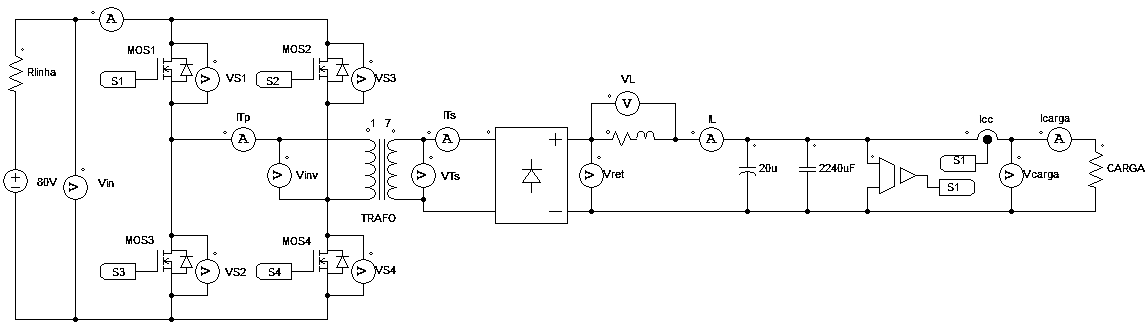 A
MOS1
MOS2
S1
V
VS1
S2
V
VS3
Rlinha
VL
V
ITp
A
1 7
ITs
A
IL
A
Icc
Icarga
A
80V
V
Vin
V
Vinv
V
VTs
V
Vret
20u
2240uF
S1
S1
V
Vcarga
CARGA
TRAFO
MOS3
MOS4
S3
V
VS2
S4
V
VS4